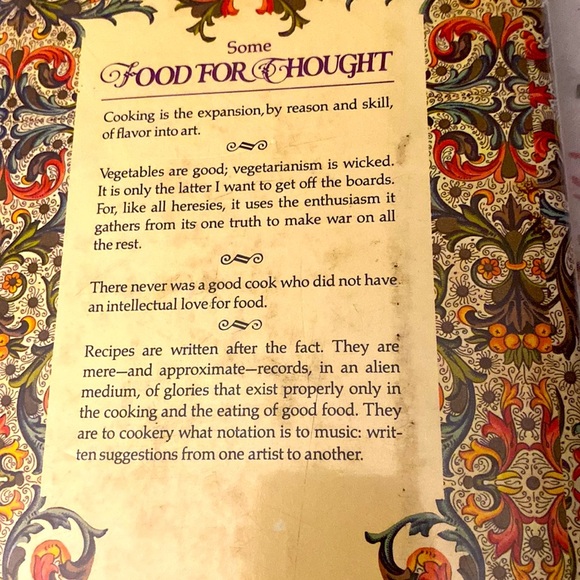 Some
FOOD FOR THOUGHT
Cooking is the expansion, by reason and skill,
of flavor into art.
Vegetables are good; vegetarianism is wicked.
It is only the latter I want to get off the boards.
For, like all heresies, it uses the enthusiasm it
gathers from its one truth to make war on all
the rest.
There never was a good cook who did not have
an intellectual love for food.
Recipes are written after the fact. They are
mere—and approximate—records, in an alien
medium, of glories that exist properly only in
the cooking and the eating of good food. They
are to cookery what notation is to music: writ-
ten suggestions from one artist to another.